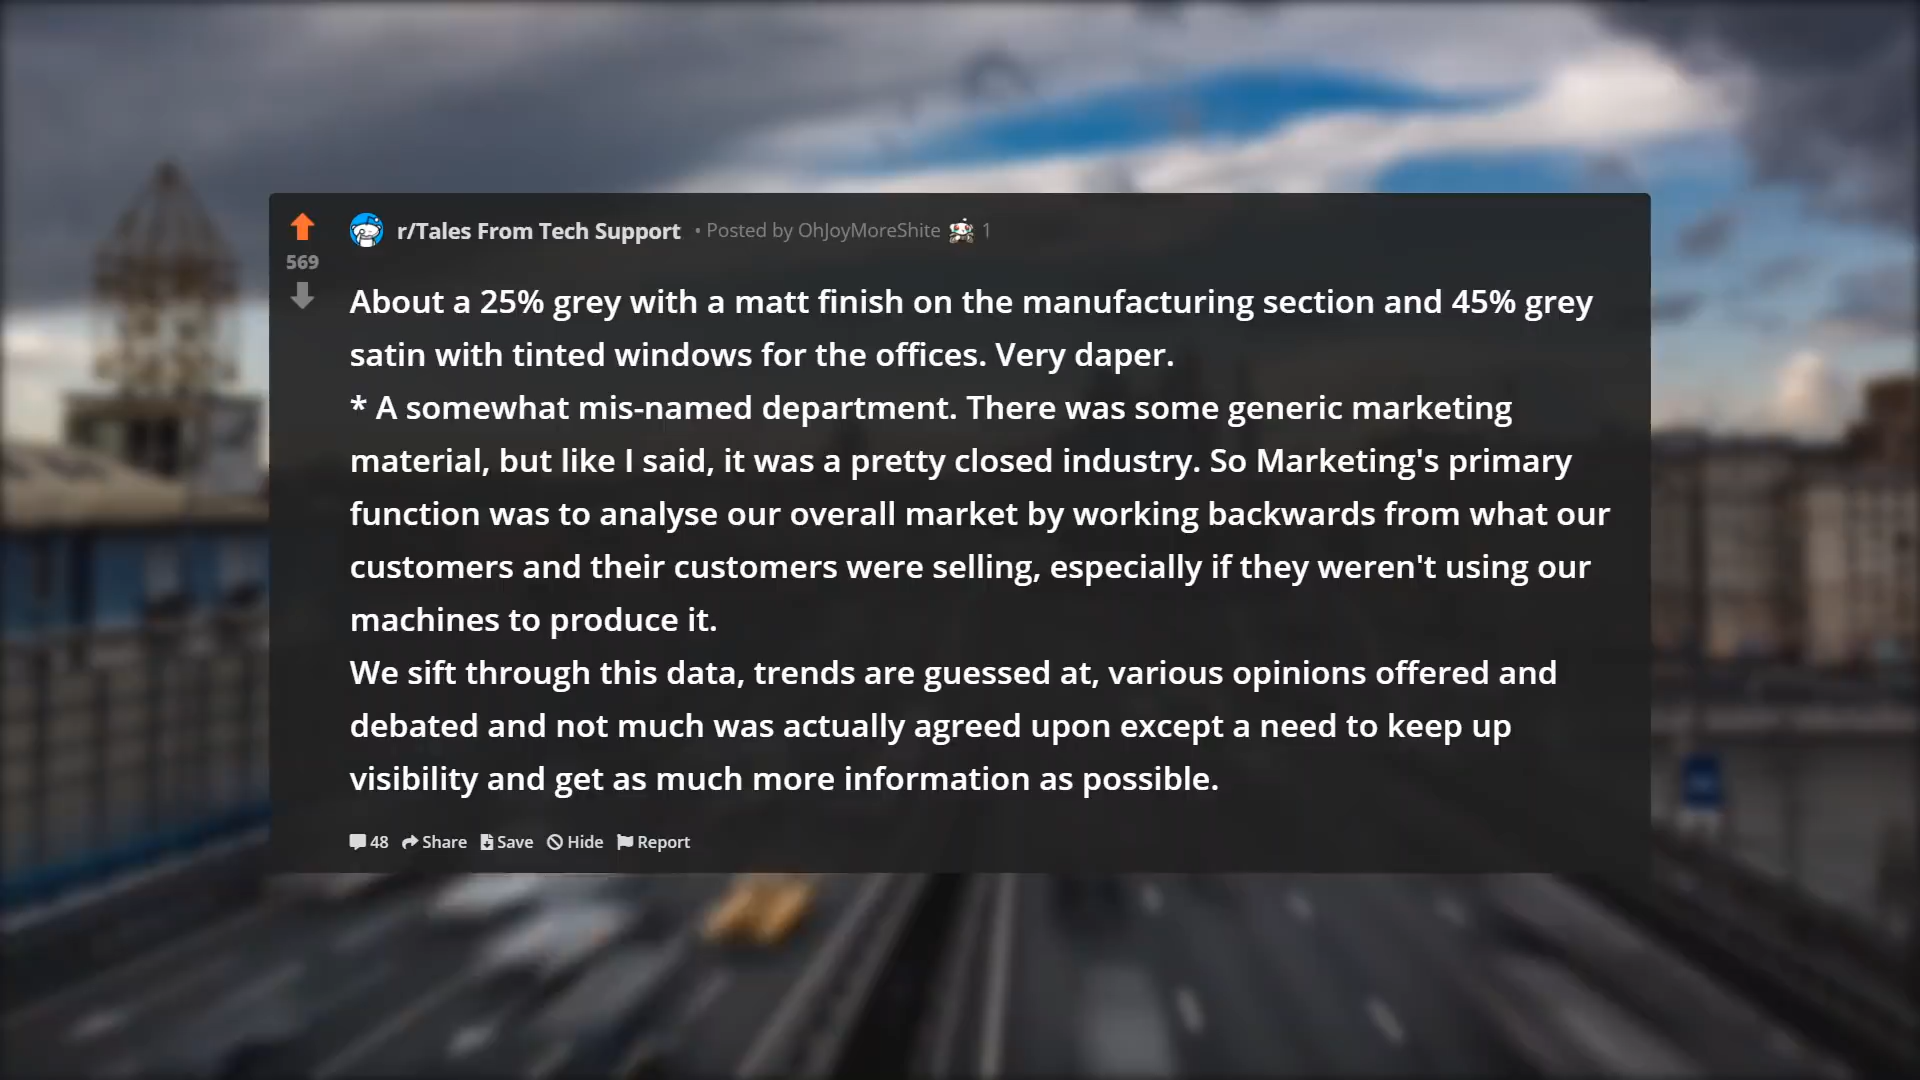 r/Tales From Tech Support • Posted by OhJoyMoreShite 1
569
About a 25% grey with a matt finish on the manufacturing section and 45% grey
satin with tinted windows for the offices. Very daper.
* A somewhat mis-named department. There was some generic marketing
material, but like I said, it was a pretty closed industry. So Marketing's primary
function was to analyse our overall market by working backwards from what our
customers and their customers were selling, especially if they weren't using our
machines to produce it.
We sift through this data, trends are guessed at, various opinions offered and
debated and not much was actually agreed upon except a need to keep up
visibility and get as much more information as possible.
48 Share Save Hide Report